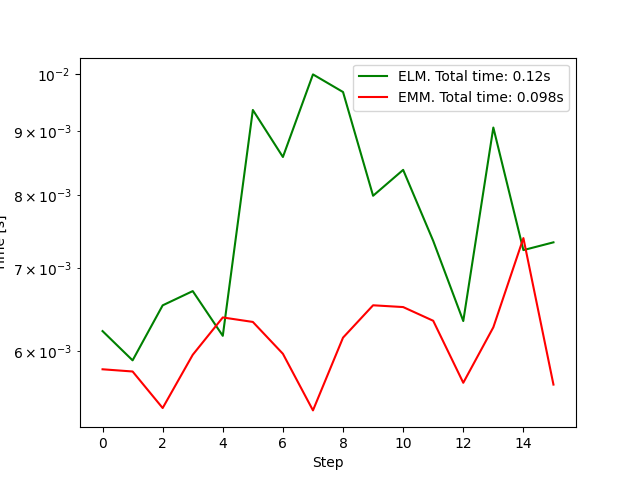 ELM. Total time: 0.12s
EMM. Total time: 0.098s
10⁻²
9 × 10⁻³
8 × 10⁻³
7 × 10⁻³
6 × 10⁻³
Time [s]
0 2 4 6 8 10 12 14
Step